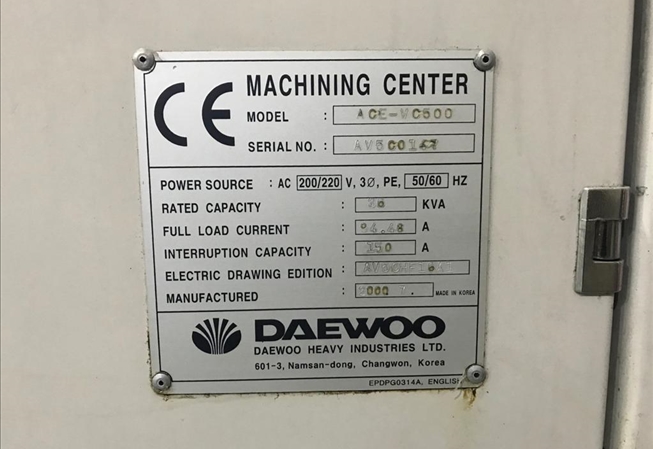 CE MACHINING CENTER
MODEL : ACE-VC500
SERIAL NO. :
POWER SOURCE : AC 200/220 V, 3Ø, PE, 50/60 HZ
RATED CAPACITY : KVA
FULL LOAD CURRENT : 94.48 A
INTERRUPTION CAPACITY : A
ELECTRIC DRAWING EDITION :
MANUFACTURED : MADE IN KOREA
DAEWOO
DAEWOO HEAVY INDUSTRIES LTD.
601-3, Namsan-dong, Changwon, Korea
EPDPG0314A, ENGLISH